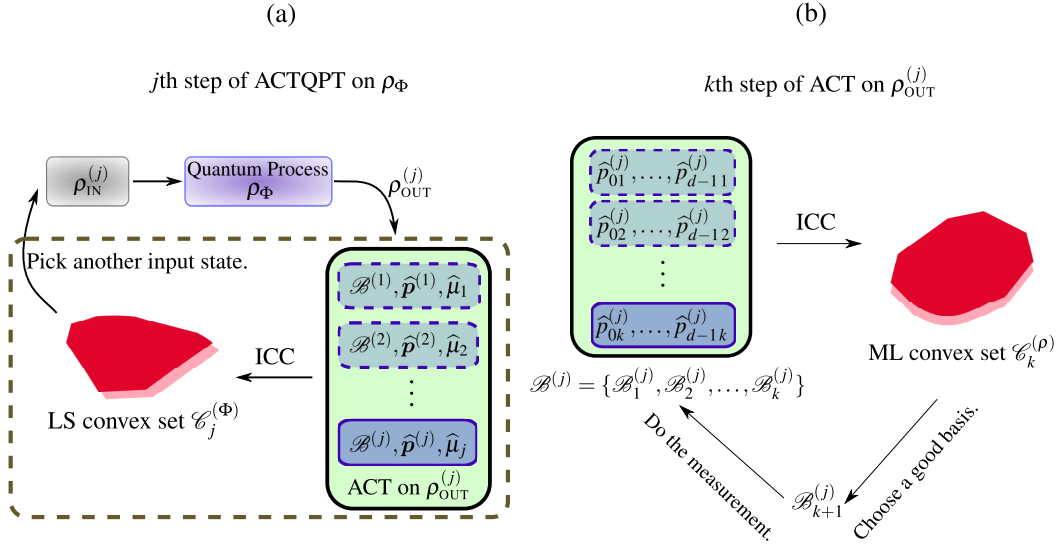 (a)
jth step of ACTQPT on ρ_Φ
ρ_IN^(j)
Quantum Process
ρ_Φ
ρ_OUT^(j)
Pick another input state.
ℬ^(1), p̂^(1), μ̂_1
ℬ^(2), p̂^(2), μ̂_2
⋮
ℬ^(j), p̂^(j), μ̂_j
ACT on ρ_OUT^(j)
ICC
LS convex set 𝒞_j^(Φ)
(b)
kth step of ACT on ρ_OUT^(j)
p̂_01^(j), …, p̂_d−11^(j)
p̂_02^(j), …, p̂_d−12^(j)
⋮
p̂_0k^(j), …, p̂_d−1k^(j)
ℬ^(j) = {ℬ_1^(j), ℬ_2^(j), …, ℬ_k^(j)}
ICC
ML convex set 𝒞_k^(ρ)
Choose a good basis.
ℬ_k+1^(j)
Do the measurement.